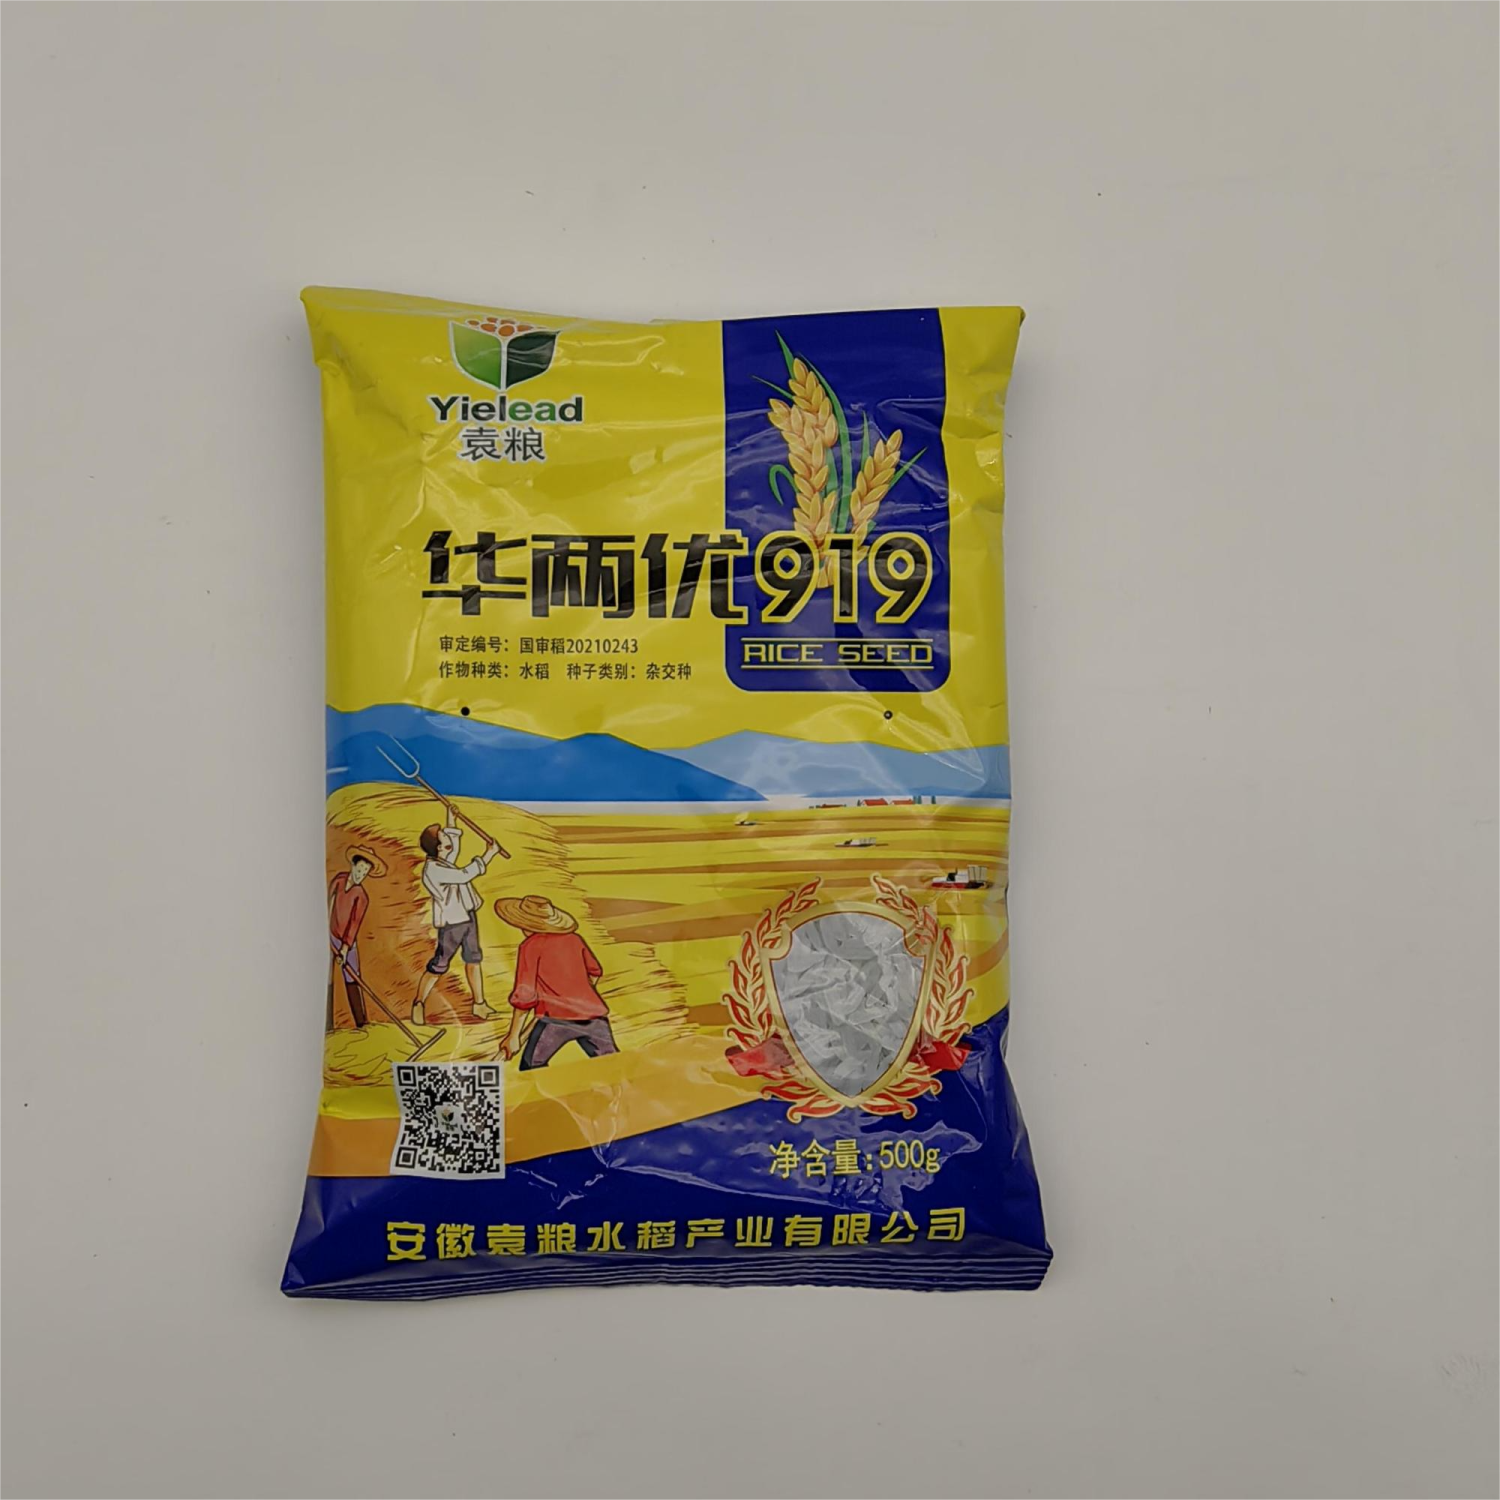 Yielead
袁粮
华两优919
RICE SEED
审定编号：国审稻20210243
作物种类：水稻 种子类别：杂交种
净含量：500g
安徽袁粮水稻产业有限公司